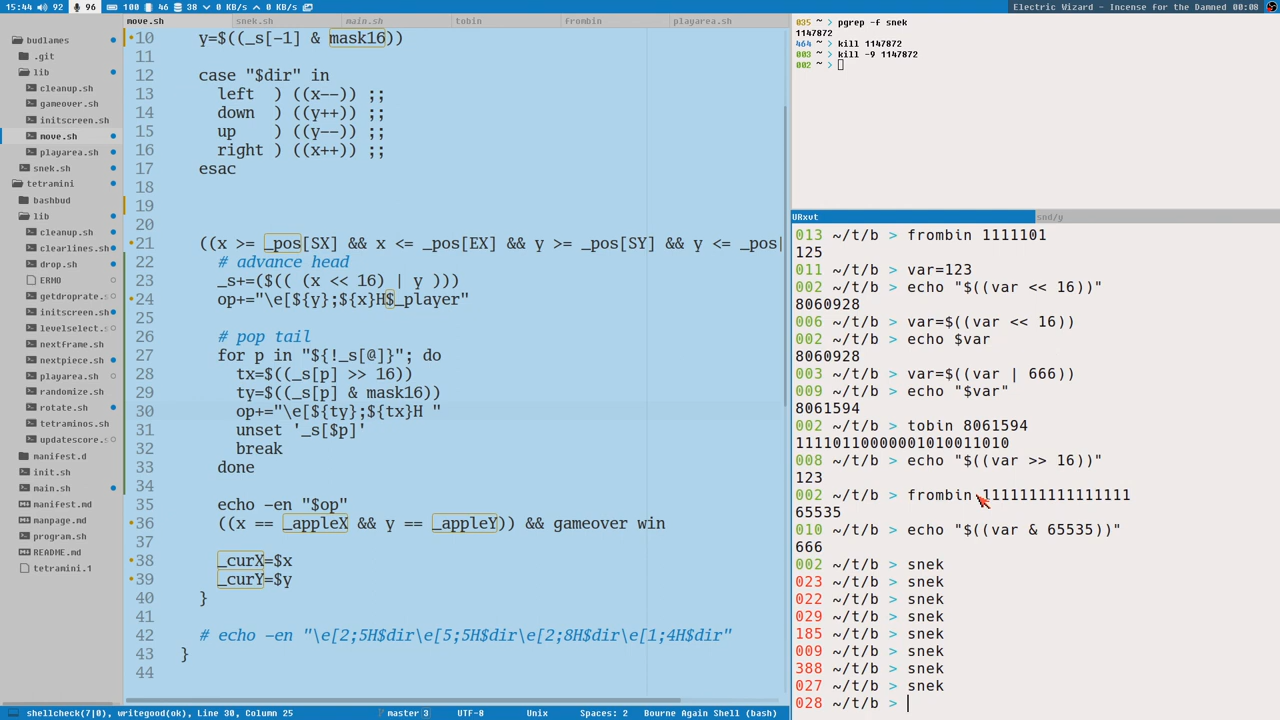 15:44 92 96 100 46 38 0 KB/s 0 KB/s
Electric Wizard - Incense for the Damned 00:08
move.sh snek.sh main.sh tobin frombin playarea.sh
budlames
.git
lib
cleanup.sh
gameover.sh
initscreen.sh
move.sh
playarea.sh
snek.sh
tetramini
bashbud
lib
cleanup.sh
clearlines.sh
drop.sh
ERMO
getdroprate.sh
initscreen.sh
levelselect.sh
nextframe.sh
nextpiece.sh
playarea.sh
randomize.sh
rotate.sh
tetraminos.sh
updatescore.sh
manifest.d
init.sh
main.sh
manifest.md
manpage.md
program.sh
README.md
tetramini.1
10 y=$((_s[-1] & mask16))
11
12 case "$dir" in
13 left ) ((x--)) ;;
14 down ) ((y++)) ;;
15 up ) ((y--)) ;;
16 right ) ((x++)) ;;
17 esac
18
19
20
21 ((x >= _pos[SX] && x <= _pos[EX] && y >= _pos[SY] && y <= _pos[
22 # advance head
23 _s+=($(( (x << 16) | y )))
24 op+="\e[${y};${x}H$_player"
25
26 # pop tail
27 for p in "${!_s[@]}"; do
28 tx=$((_s[p] >> 16))
29 ty=$((_s[p] & mask16))
30 op+="\e[${ty};${tx}H "
31 unset '_s[$p]'
32 break
33 done
34
35 echo -en "$op"
36 ((x == _appleX && y == _appleY)) && gameover win
37
38 _curX=$x
39 _curY=$y
40 }
41
42 # echo -en "\e[2;5H$dir\e[5;5H$dir\e[2;8H$dir\e[1;4H$dir"
43 }
44
shellcheck(7|0), writegood(ok), Line 30, Column 25 master 3 UTF-8 Unix Spaces: 2 Bourne Again Shell (bash)
035 ~ > pgrep -f snek
1147872
464 ~ > kill 1147872
003 ~ > kill -9 1147872
002 ~ >
URxvt snd/y
013 ~/t/b > frombin 1111101
125
011 ~/t/b > var=123
002 ~/t/b > echo "$((var << 16))"
8060928
006 ~/t/b > var=$((var << 16))
002 ~/t/b > echo $var
8060928
003 ~/t/b > var=$((var | 666))
009 ~/t/b > echo "$var"
8061594
002 ~/t/b > tobin 8061594
11110110000001010011010
008 ~/t/b > echo "$((var >> 16))"
123
002 ~/t/b > frombin 1111111111111111
65535
010 ~/t/b > echo "$((var & 65535))"
666
002 ~/t/b > snek
023 ~/t/b > snek
022 ~/t/b > snek
029 ~/t/b > snek
185 ~/t/b > snek
009 ~/t/b > snek
388 ~/t/b > snek
027 ~/t/b > snek
028 ~/t/b >